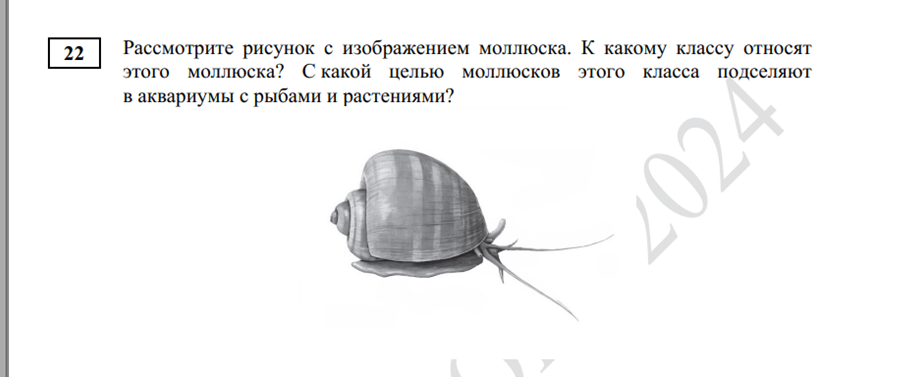 22
Рассмотрите рисунок с изображением моллюска. К какому классу относят
этого моллюска? С какой целью моллюсков этого класса подселяют
в аквариумы с рыбами и растениями?
2024